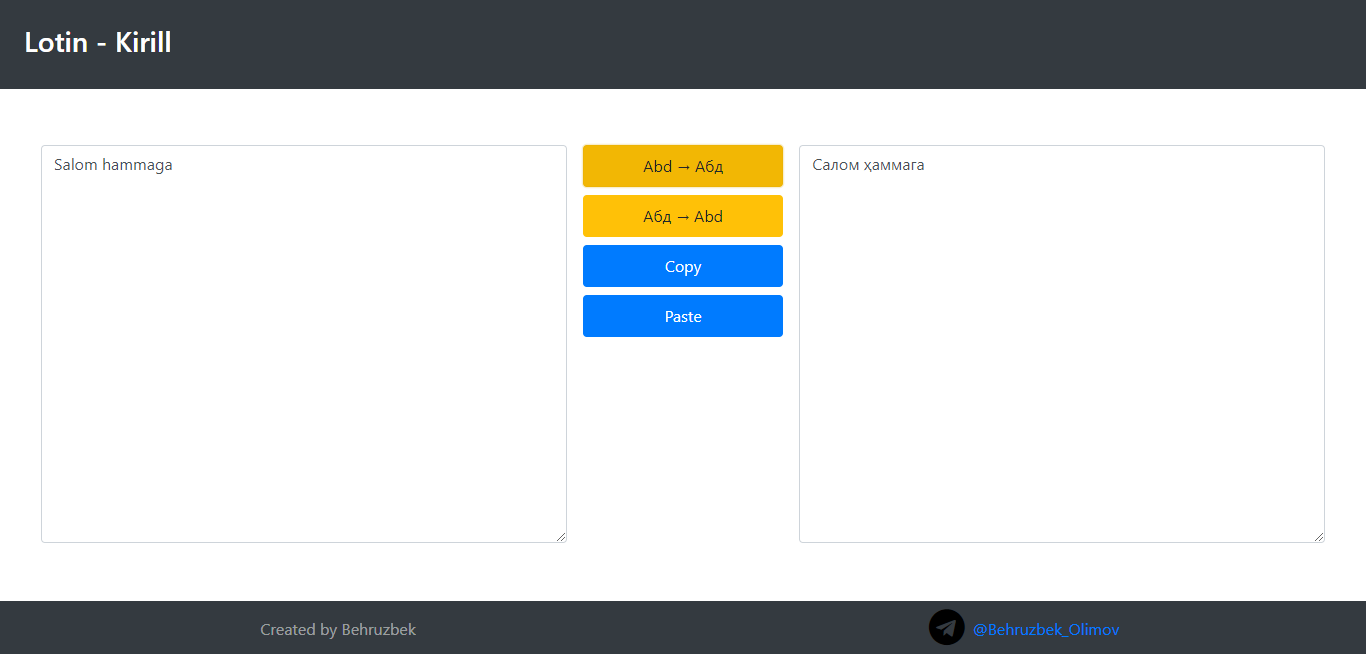 Lotin - Kirill
Salom hammaga
Abd → Абд
Абд → Abd
Copy
Paste
Салом ҳаммага
Created by Behruzbek
@Behruzbek_Olimov